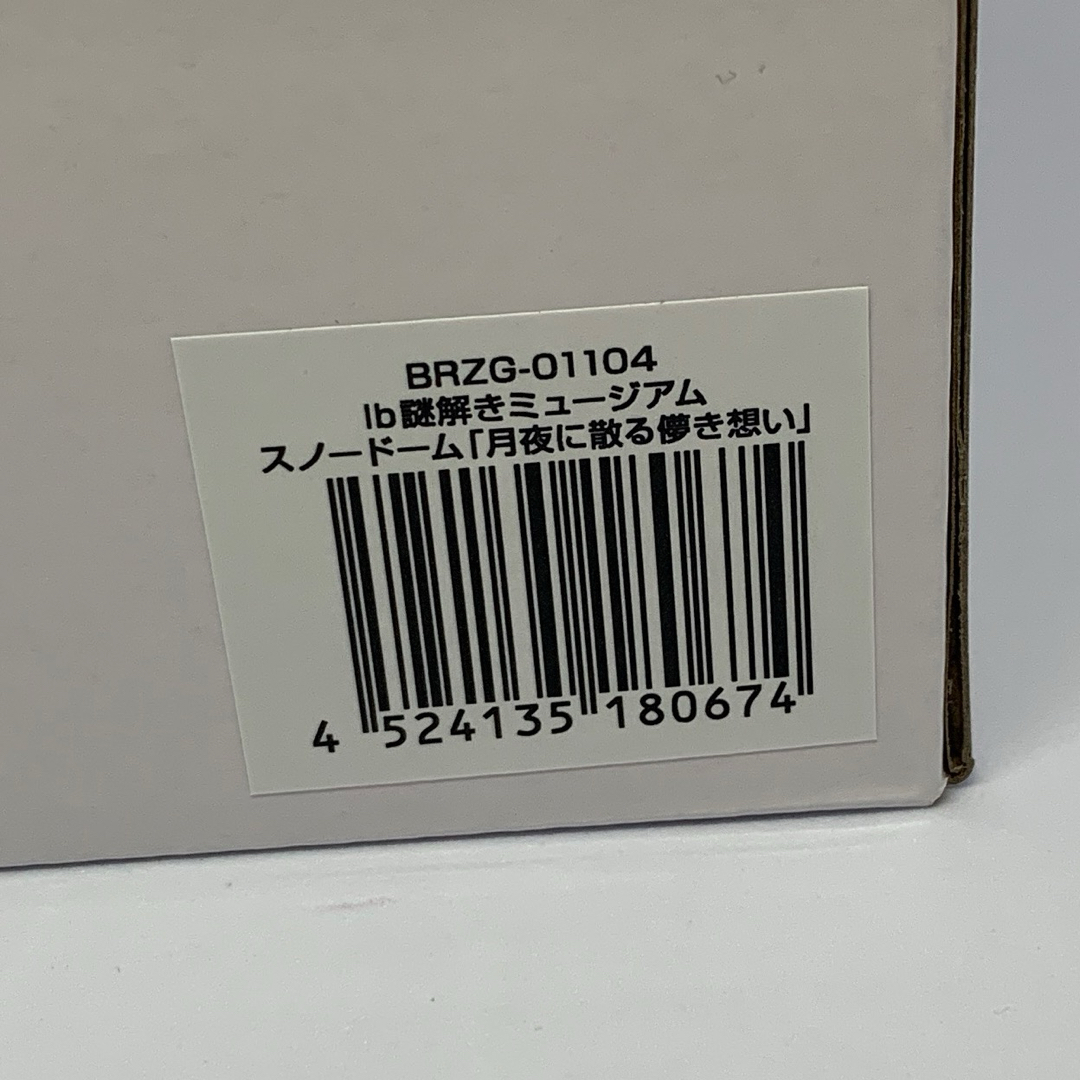 BRZG-01104
Ib謎解きミュージアム
スノードーム「月夜に散る儚き想い」
4 524135 180674